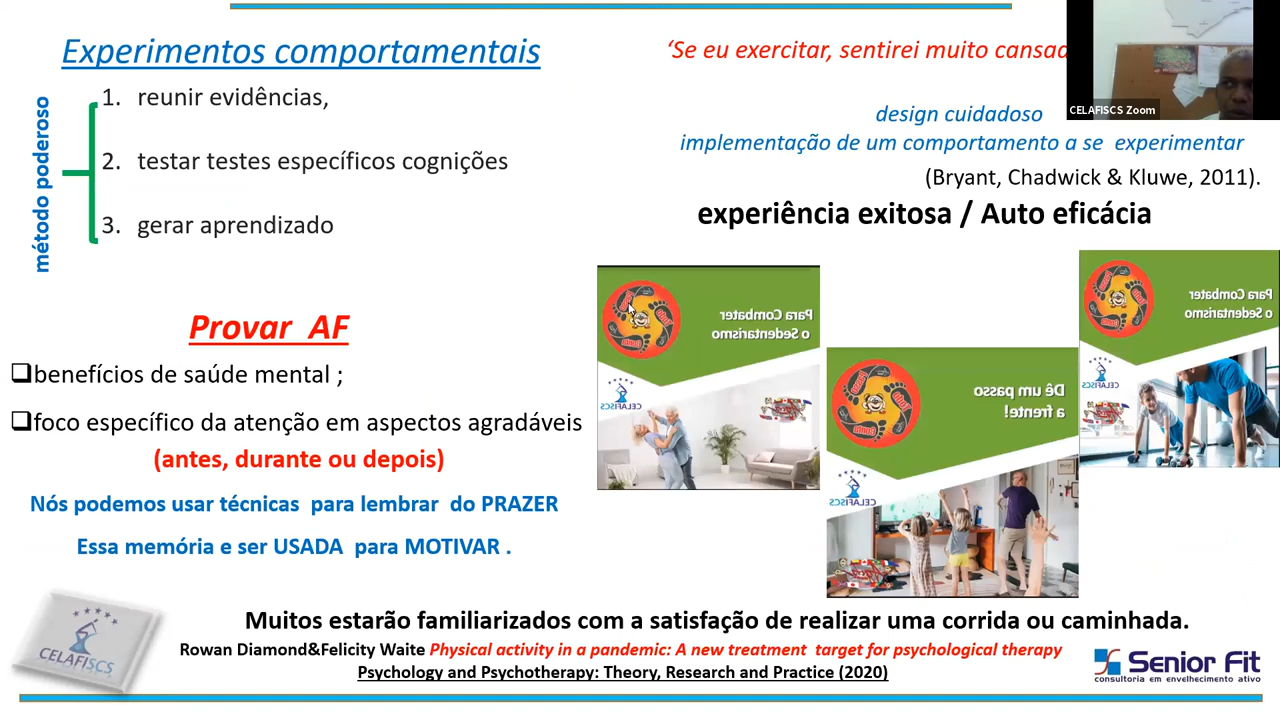 Experimentos comportamentais
método poderoso
1. reunir evidências,
2. testar testes específicos cognições
3. gerar aprendizado
'Se eu exercitar, sentirei muito cansad
CELAFISCS Zoom
design cuidadoso
implementação de um comportamento a se experimentar
(Bryant, Chadwick & Kluwe, 2011).
experiência exitosa / Auto eficácia
Para Combater
o Sedentarismo
CELAFISCS
Dê um passo
a frente!
CELAFISCS
Para Combater
o Sedentarismo
CELAFISCS
Provar AF
benefícios de saúde mental ;
foco específico da atenção em aspectos agradáveis
(antes, durante ou depois)
Nós podemos usar técnicas para lembrar do PRAZER
Essa memória e ser USADA para MOTIVAR .
CELAFISCS
Muitos estarão familiarizados com a satisfação de realizar uma corrida ou caminhada.
Rowan Diamond&Felicity Waite Physical activity in a pandemic: A new treatment target for psychological therapy
Psychology and Psychotherapy: Theory, Research and Practice (2020)
Senior Fit
consultoria em envelhecimento ativo